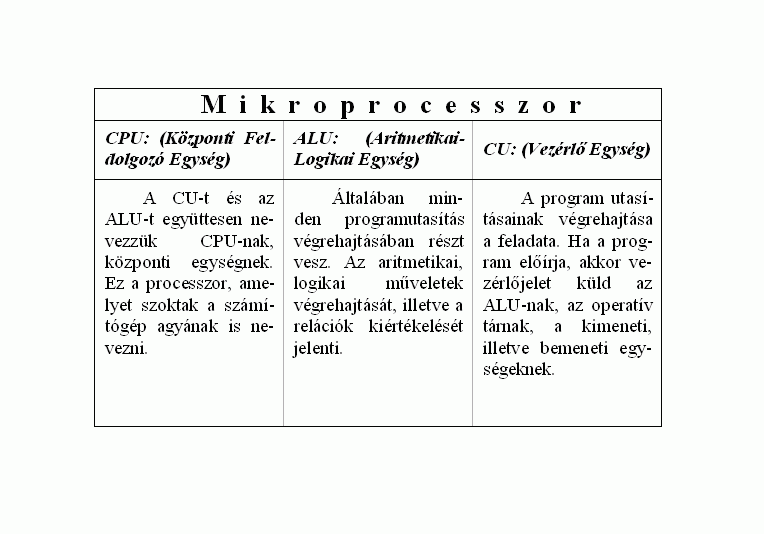 Mikroprocesszor
CPU: (Központi Fel-
dolgozó Egység)
ALU: (Aritmetikai-
Logikai Egység)
CU: (Vezérlő Egység)
A CU-t és az
ALU-t együttesen ne-
vezzük CPU-nak,
központi egységnek.
Ez a processzor, ame-
lyet szoktak a számí-
tógép agyának is ne-
vezni.
Általában min-
den programutasítás
végrehajtásában részt
vesz. Az aritmetikai,
logikai műveletek
végrehajtását, illetve a
relációk kiértékelését
jelenti.
A program utasí-
tásainak végrehajtása
a feladata. Ha a prog-
ram előírja, akkor ve-
zérlőjelet küld az
ALU-nak, az operatív
tárnak, a kimeneti,
illetve bemeneti egy-
ségeknek.